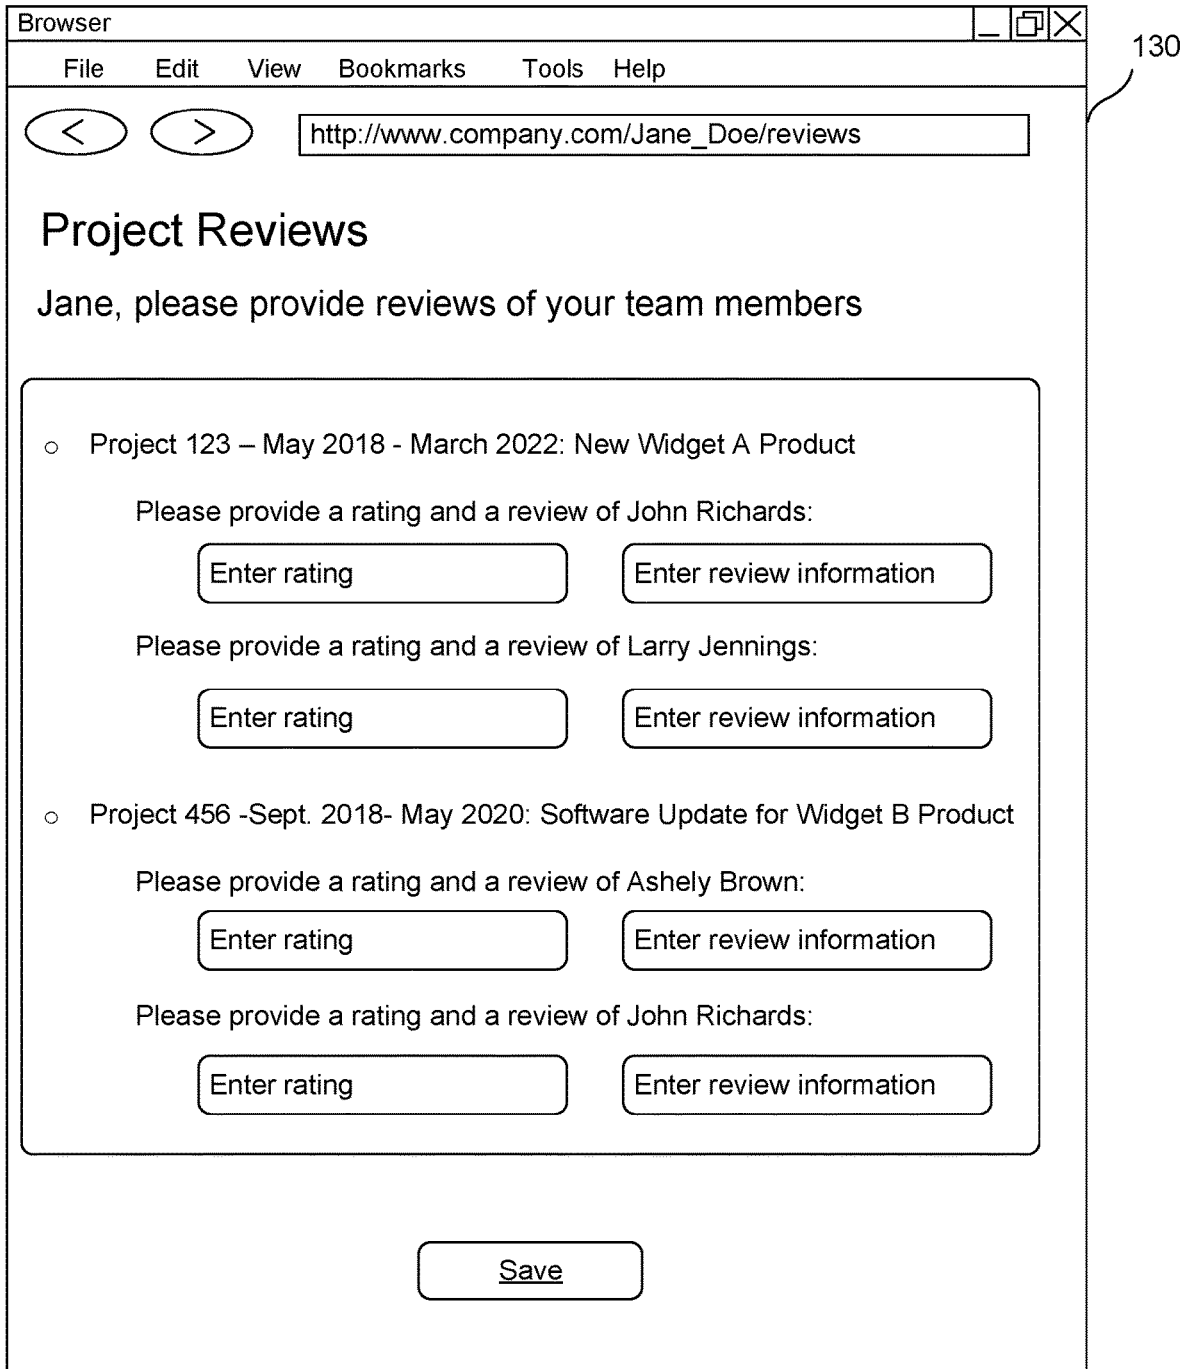 Browser
130
File Edit View Bookmarks Tools Help
< >
http://www.company.com/Jane_Doe/reviews
Project Reviews
Jane, please provide reviews of your team members
Project 123 – May 2018 - March 2022: New Widget A Product
Please provide a rating and a review of John Richards:
Enter rating Enter review information
Please provide a rating and a review of Larry Jennings:
Enter rating Enter review information
Project 456 -Sept. 2018- May 2020: Software Update for Widget B Product
Please provide a rating and a review of Ashely Brown:
Enter rating Enter review information
Please provide a rating and a review of John Richards:
Enter rating Enter review information
Save